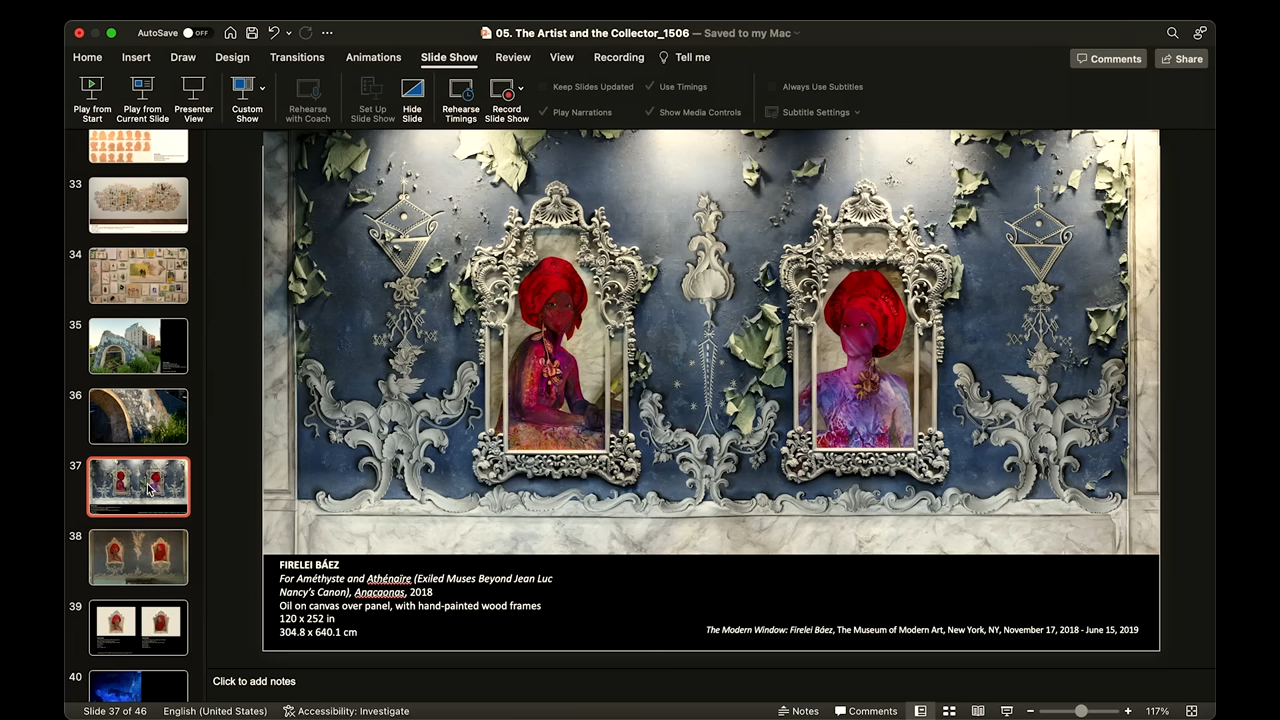 AutoSave OFF
05. The Artist and the Collector_1506 — Saved to my Mac
Home Insert Draw Design Transitions Animations Slide Show Review View Recording Tell me
Comments Share
Play from Start
Play from Current Slide
Presenter View
Custom Show
Rehearse with Coach
Set Up Slide Show
Hide Slide
Rehearse Timings
Record Slide Show
Keep Slides Updated
Use Timings
Always Use Subtitles
Play Narrations
Show Media Controls
Subtitle Settings
33
34
35
36
37
38
39
40
FIRELEI BÁEZ
For Améthyste and Athénaire (Exiled Muses Beyond Jean Luc
Nancy's Canon), Anacaonas, 2018
Oil on canvas over panel, with hand-painted wood frames
120 x 252 in
304.8 x 640.1 cm
The Modern Window: Firelei Báez, The Museum of Modern Art, New York, NY, November 17, 2018 - June 15, 2019
Click to add notes
Slide 37 of 46 English (United States) Accessibility: Investigate Notes Comments 117%